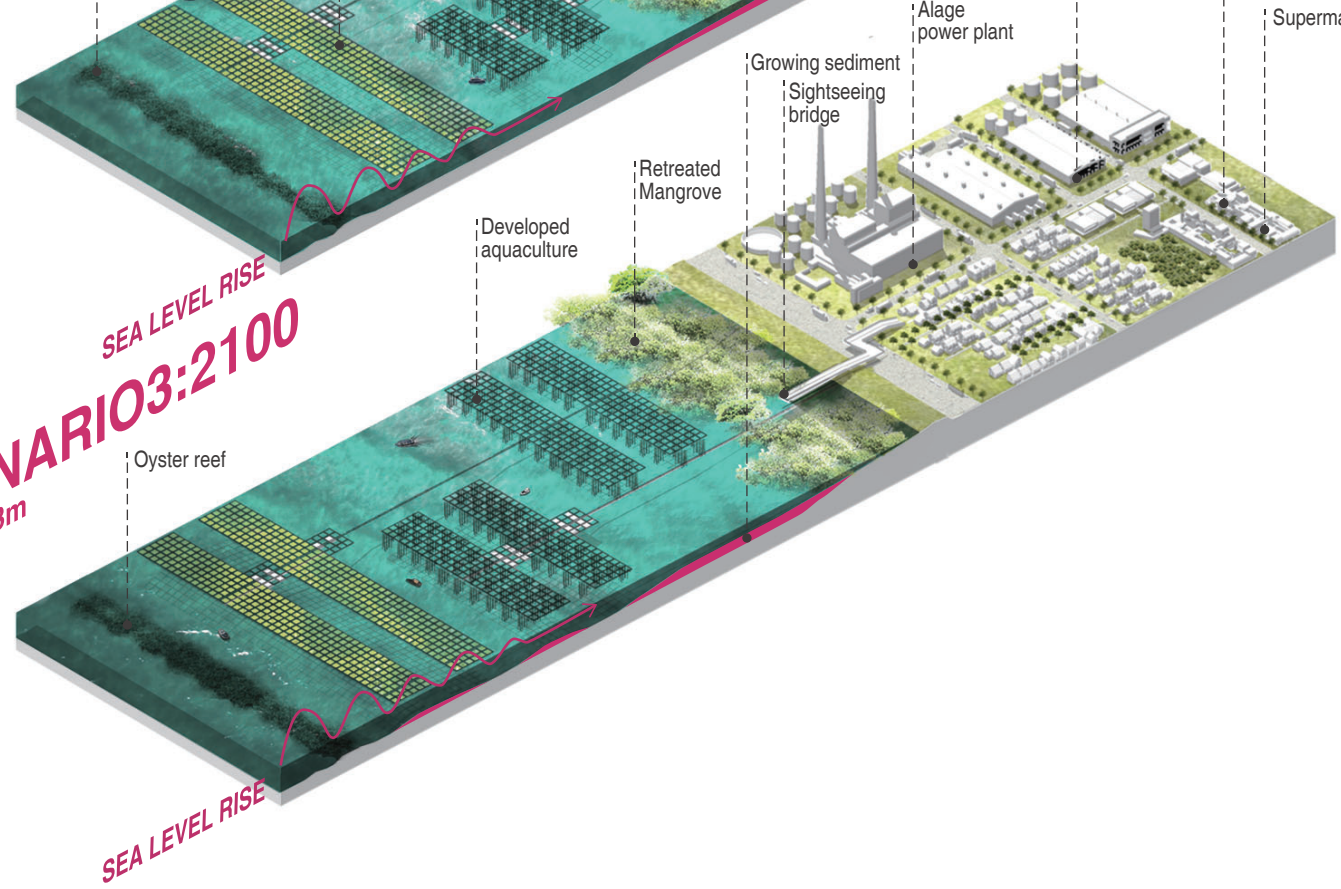 Alage
power plant
Superma
Growing sediment
Sightseeing
bridge
Retreated
Mangrove
Developed
aquaculture
SEA LEVEL RISE
NARIO3:2100
3m
Oyster reef
SEA LEVEL RISE